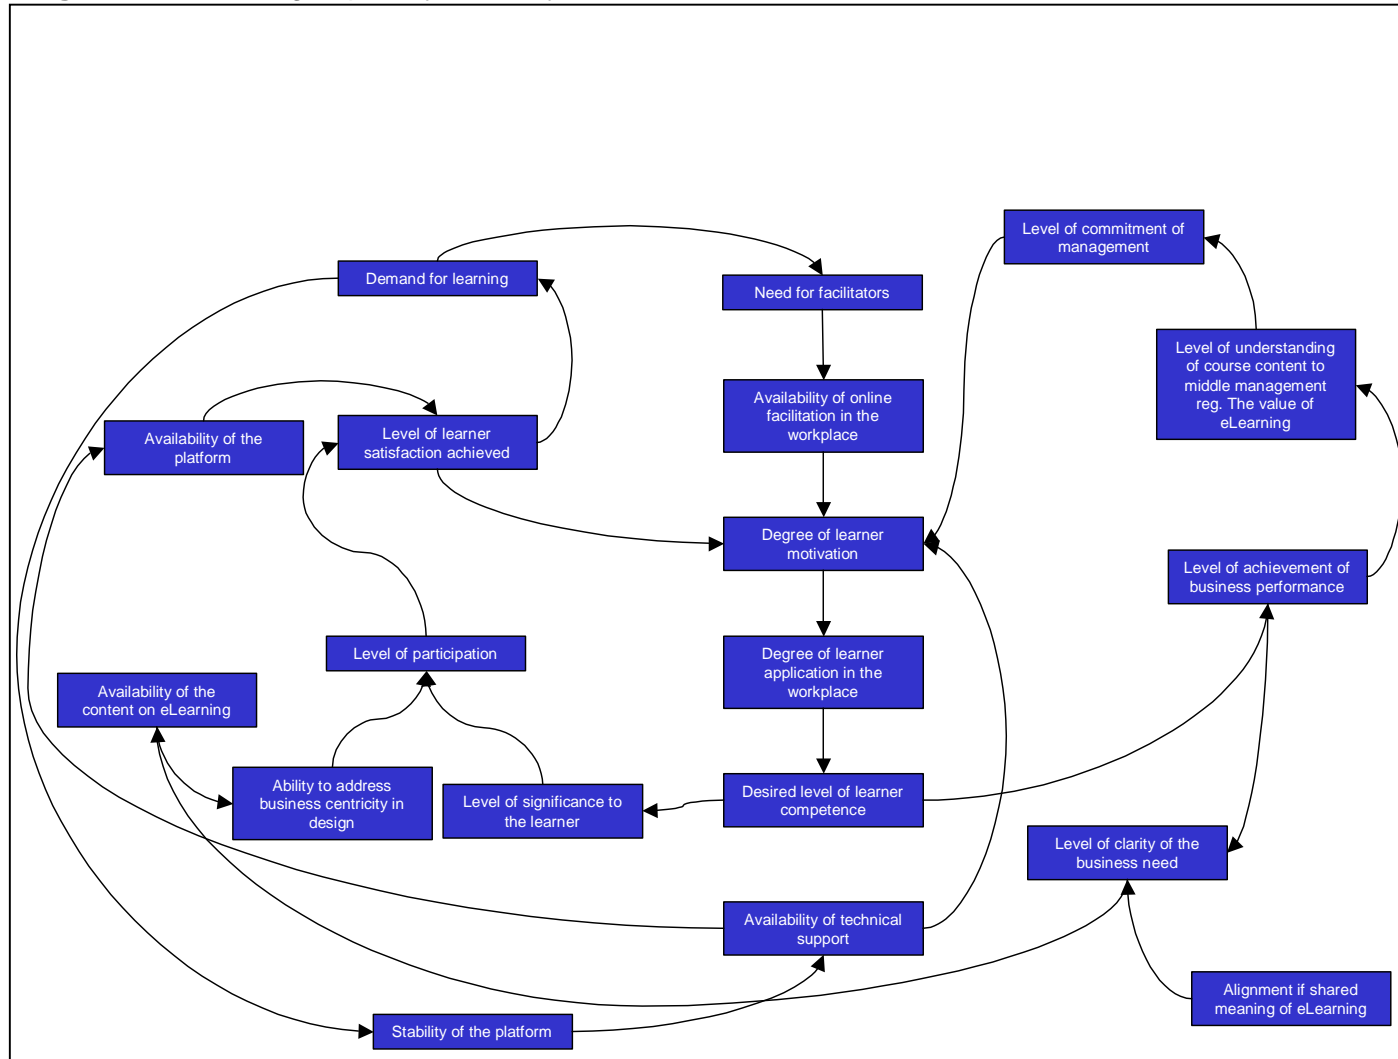 Level of commitment of
management
Demand for learning
Need for facilitators
Level of understanding
of course content to
middle management
reg. The value of
eLearning
Availability of online
facilitation in the
workplace
Availability of the
platform
Level of learner
satisfaction achieved
Degree of learner
motivation
Level of achievement of
business performance
Level of participation
Degree of learner
application in the
workplace
Availability of the
content on eLearning
Ability to address
business centricity in
design
Level of significance to
the learner
Desired level of learner
competence
Level of clarity of the
business need
Availability of technical
support
Alignment if shared
meaning of eLearning
Stability of the platform